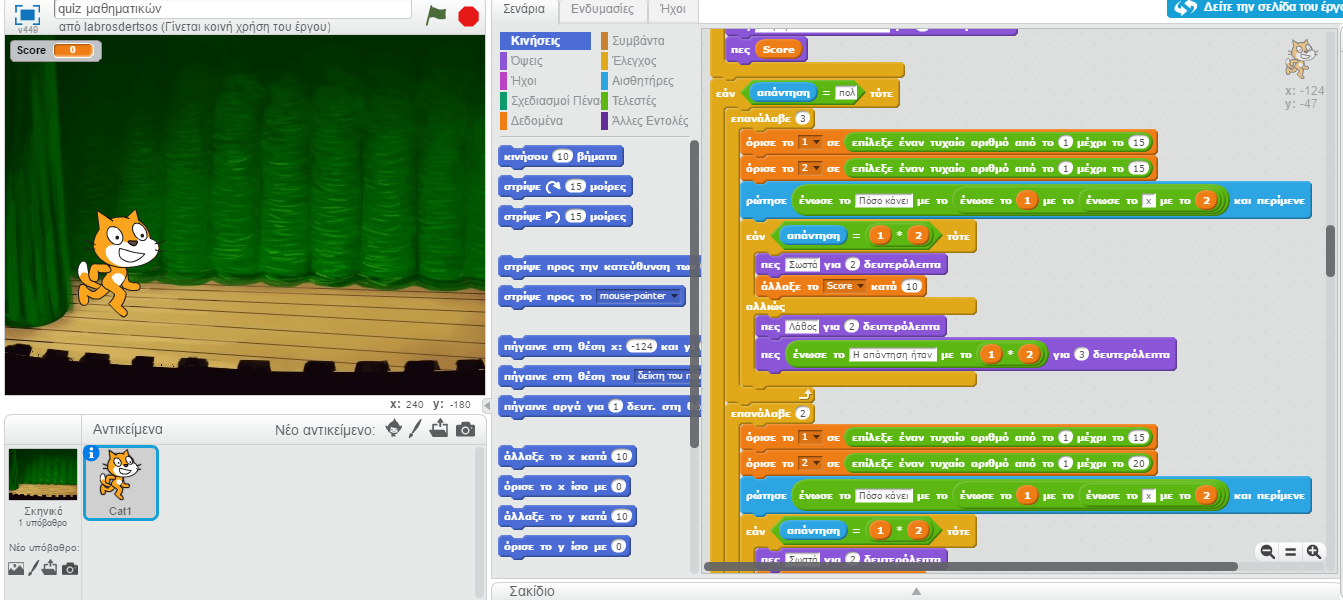 quiz μαθηματικών
v449
από labrosdertsos (Γίνεται κοινή χρήση του έργου)
Score 0
x: 240 y: -180
Αντικείμενα
Νέο αντικείμενο:
Σκηνικό
1 υπόβαθρο
Νέο υπόβαθρο:
Cat1
Σενάρια
Ενδυμασίες
Ήχοι
Δείτε την σελίδα του έργο
Κινήσεις
Συμβάντα
Όψεις
Έλεγχος
Ήχοι
Αισθητήρες
Σχεδιασμοί Πένα
Τελεστές
Δεδομένα
Άλλες Εντολές
κινήσου 10 βήματα
στρίψε 15 μοίρες
στρίψε 15 μοίρες
στρίψε προς την κατεύθυνση των
στρίψε προς το mouse-pointer
πήγαινε στη θέση x: -124 και y:
πήγαινε στη θέση του δείκτη του
πήγαινε αργά για 1 δευτ. στη
άλλαξε το x κατά 10
όρισε το x ίσο με 0
άλλαξε το y κατά 10
όρισε το y ίσο με 0
πες Score
εάν απάντηση = πολ τότε
επανάλαβε 3
όρισε το 1 σε επίλεξε έναν τυχαίο αριθμό από το 1 μέχρι το 15
όρισε το 2 σε επίλεξε έναν τυχαίο αριθμό από το 1 μέχρι το 15
ρώτησε ένωσε το Πόσο κάνει με το ένωσε το 1 με το ένωσε το x με το 2 και περίμενε
εάν απάντηση = 1 * 2 τότε
πες Σωστά για 2 δευτερόλεπτα
άλλαξε το Score κατά 10
αλλιώς
πες Λάθος για 2 δευτερόλεπτα
πες ένωσε το Η απάντηση ήταν με το 1 * 2 για 3 δευτερόλεπτα
επανάλαβε 2
όρισε το 1 σε επίλεξε έναν τυχαίο αριθμό από το 1 μέχρι το 15
όρισε το 2 σε επίλεξε έναν τυχαίο αριθμό από το 1 μέχρι το 20
ρώτησε ένωσε το Πόσο κάνει με το ένωσε το 1 με το ένωσε το x με το 2 και περίμενε
εάν απάντηση = 1 * 2 τότε
πες Σωστά για 2 δευτερόλεπτα
x: -124
y: -47
Σακίδιο